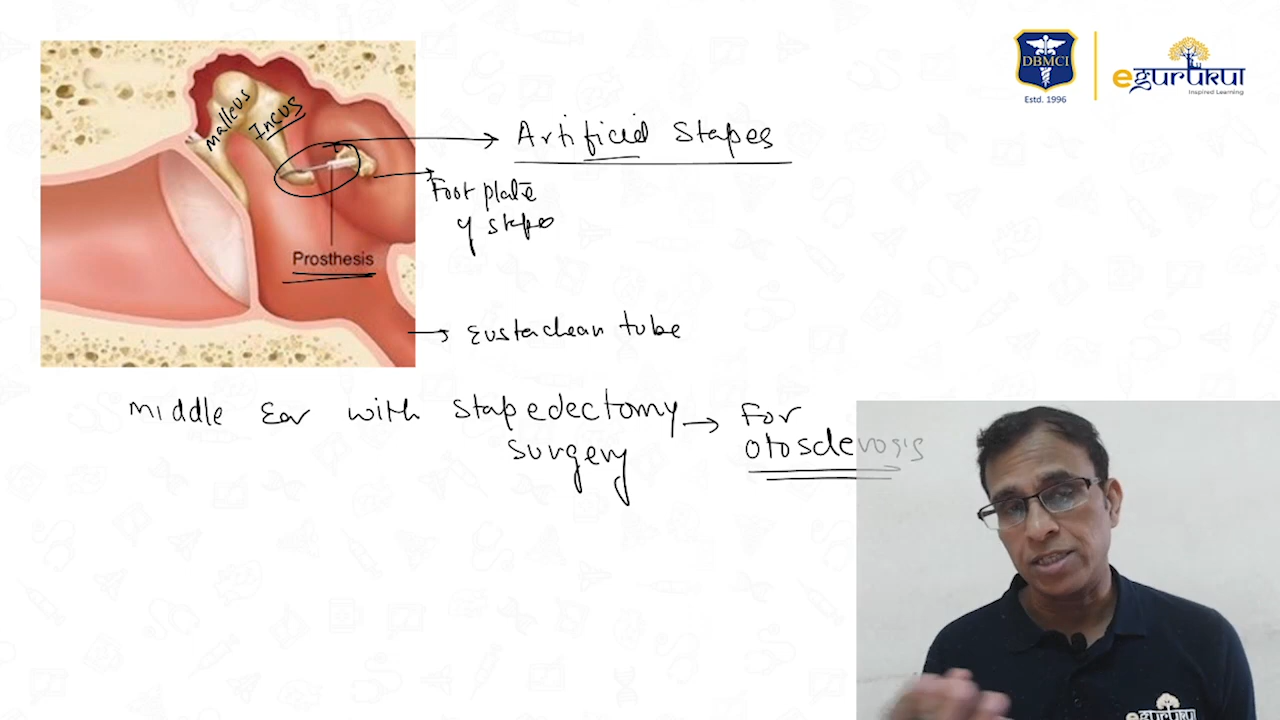 DBMCI
Estd. 1996
egurukul
Inspired Learning
malleus
Incus
Artificial Stapes
Foot plate
of stapes
Prosthesis
Eustachean tube
Middle Ear with Stapedectomy
surgery
For
otosclerosis
egurukul